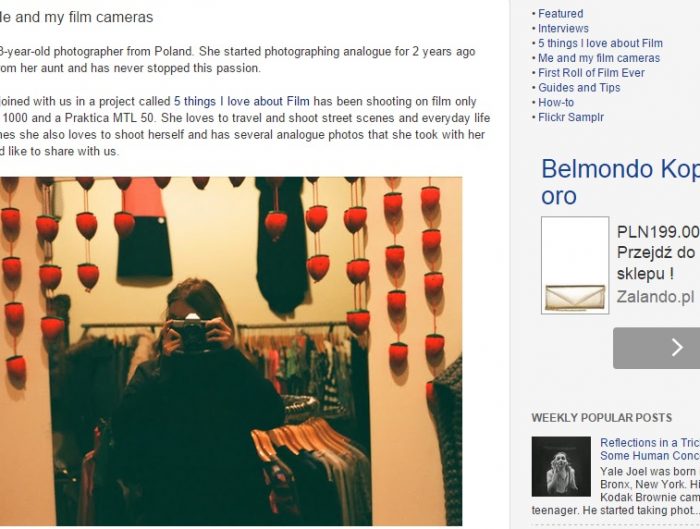 Me and my film cameras
8-year-old photographer from Poland. She started photographing analogue for 2 years ago
from her aunt and has never stopped this passion.
joined with us in a project called 5 things I love about Film has been shooting on film only
1000 and a Praktica MTL 50. She loves to travel and shoot street scenes and everyday life
mes she also loves to shoot herself and has several analogue photos that she took with her
d like to share with us.
• Featured
• Interviews
• 5 things I love about Film
• Me and my film cameras
• First Roll of Film Ever
• Guides and Tips
• How-to
• Flickr Samplr
Belmondo Kop
oro
PLN199.00
Przejdź do
sklepu !
Zalando.pl
WEEKLY POPULAR POSTS
Reflections in a Tric
Some Human Conc
Yale Joel was born i
Bronx, New York. Hi
Kodak Brownie cam
teenager. He started taking phot...